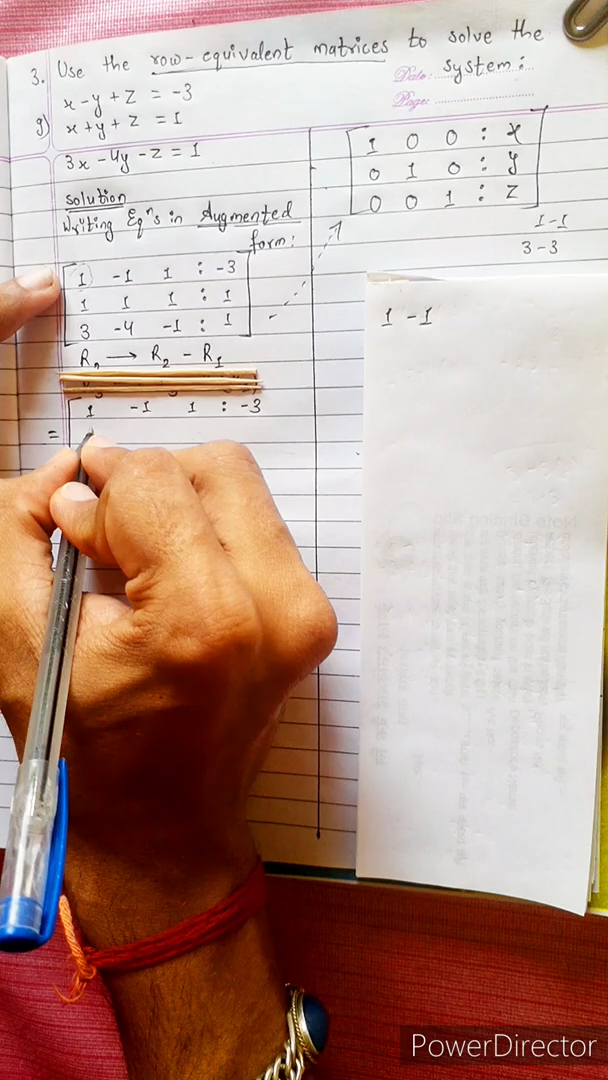 3. Use the row-equivalent matrices to solve the
system:
Date:
Page:
g) x - y + z = -3
x + y + z = 1
3x - 4y - z = 1
solution
Writing Eqⁿs in Augmented
form:
1 -1 1 : -3
1 1 1 : 1
3 -4 -1 : 1
R₂ → R₂ - R₁
1 -1 1 : -3
=
1 0 0 : x
0 1 0 : y
0 0 1 : z
1-1
3-3
1 -1
PowerDirector